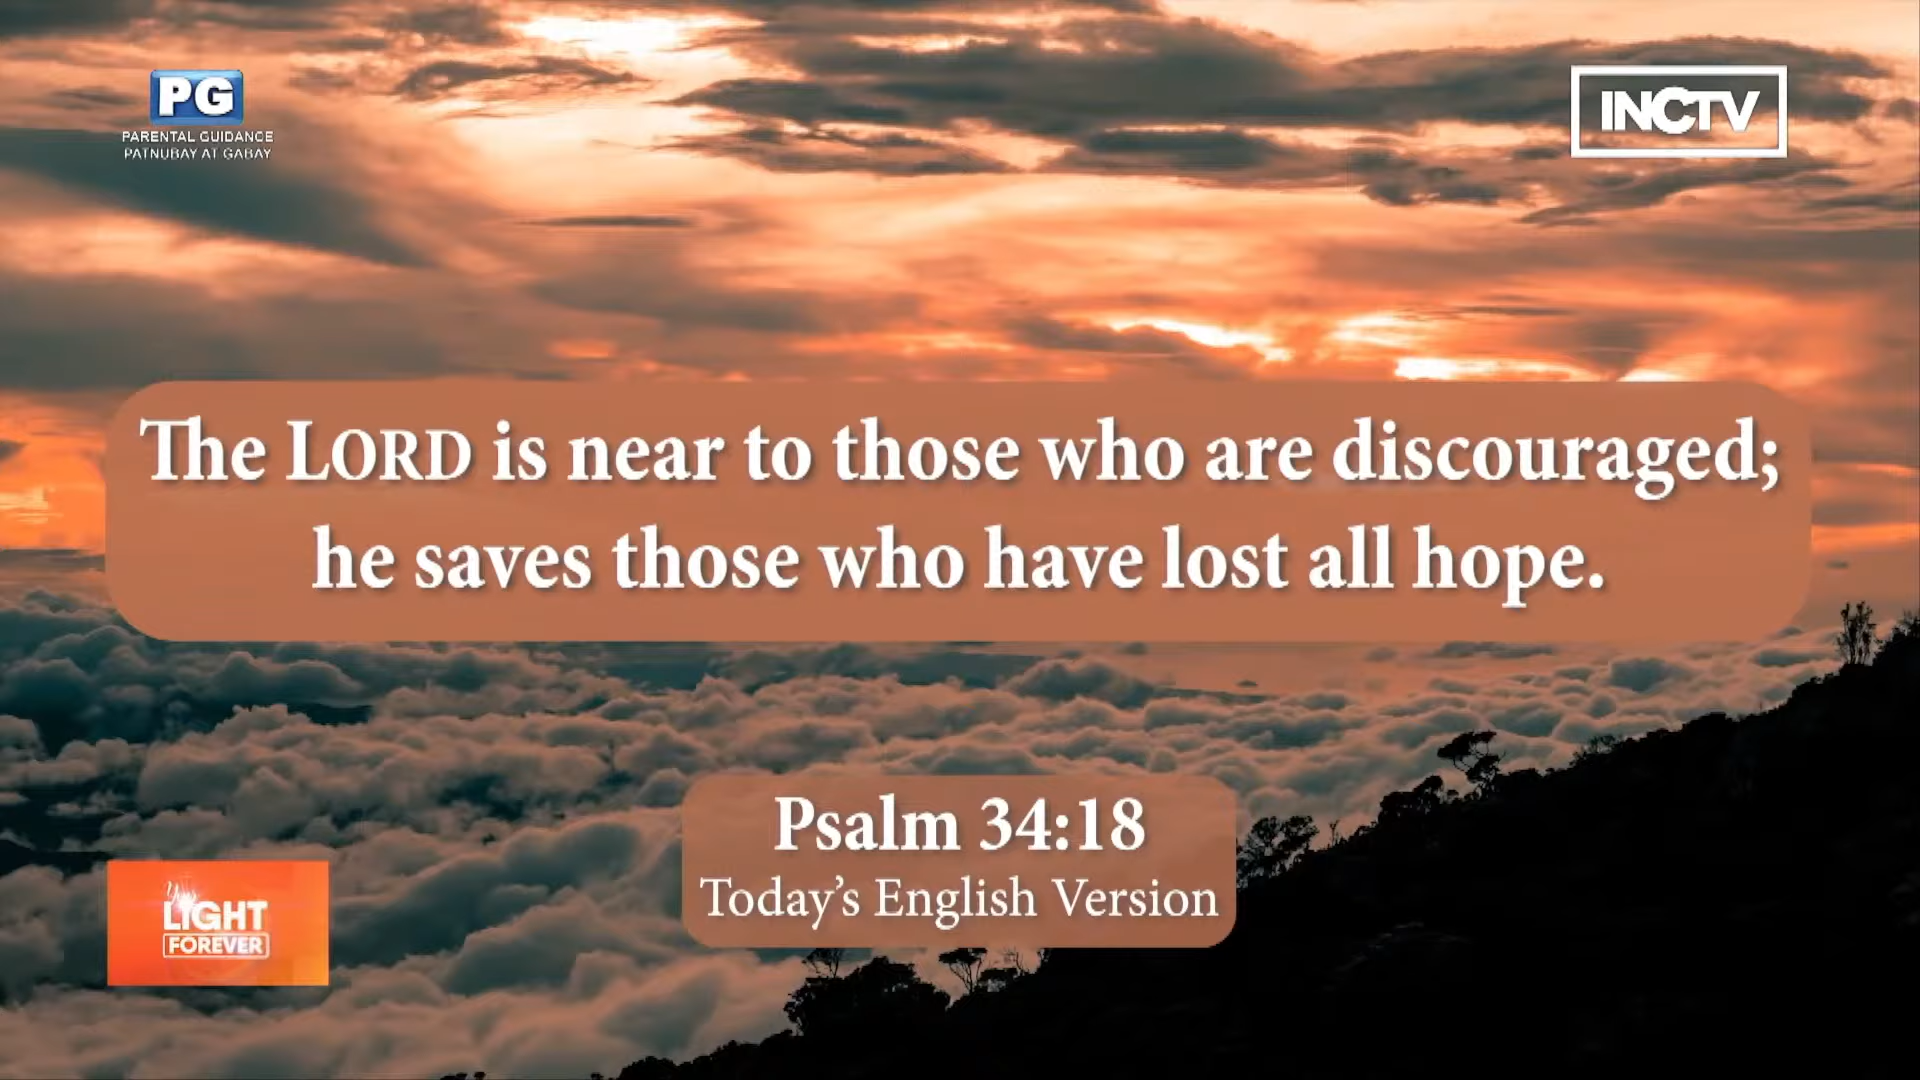 PG
PARENTAL GUIDANCE
PATNUBAY AT GABAY
INCTV
The LORD is near to those who are discouraged;
he saves those who have lost all hope.
Psalm 34:18
Today's English Version
LIGHT
FOREVER